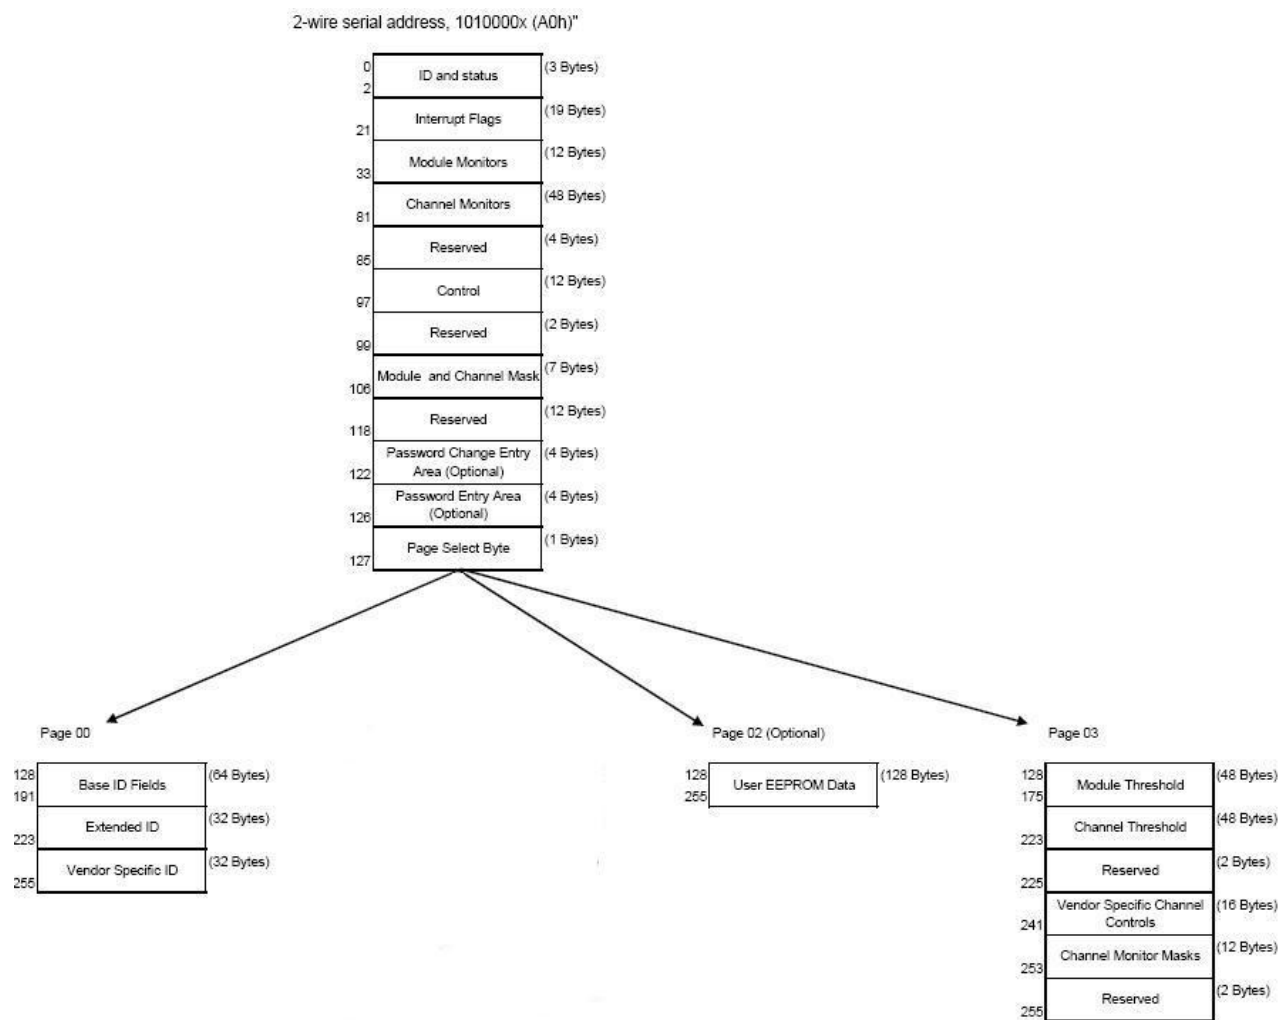 2-wire serial address, 1010000x (A0h)"
0
2
ID and status
(3 Bytes)
21
Interrupt Flags
(19 Bytes)
33
Module Monitors
(12 Bytes)
81
Channel Monitors
(48 Bytes)
85
Reserved
(4 Bytes)
97
Control
(12 Bytes)
99
Reserved
(2 Bytes)
106
Module and Channel Mask
(7 Bytes)
118
Reserved
(12 Bytes)
122
Password Change Entry
Area (Optional)
(4 Bytes)
126
Password Entry Area
(Optional)
(4 Bytes)
127
Page Select Byte
(1 Bytes)
Page 00
128
191
Base ID Fields
(64 Bytes)
223
Extended ID
(32 Bytes)
255
Vendor Specific ID
(32 Bytes)
Page 02 (Optional)
128
255
User EEPROM Data
(128 Bytes)
Page 03
128
175
Module Threshold
(48 Bytes)
223
Channel Threshold
(48 Bytes)
225
Reserved
(2 Bytes)
241
Vendor Specific Channel
Controls
(16 Bytes)
253
Channel Monitor Masks
(12 Bytes)
255
Reserved
(2 Bytes)